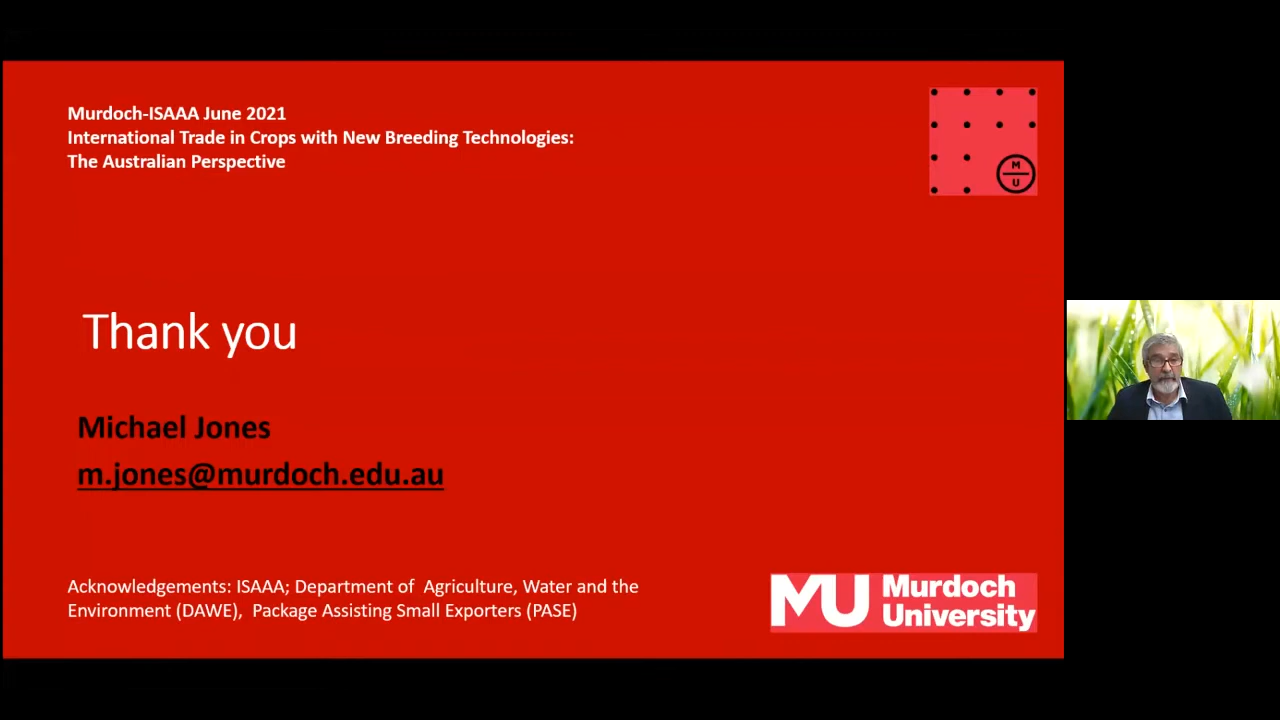 Murdoch-ISAAA June 2021
International Trade in Crops with New Breeding Technologies:
The Australian Perspective
M
U
Thank you
Michael Jones
m.jones@murdoch.edu.au
Acknowledgements: ISAAA; Department of Agriculture, Water and the
Environment (DAWE), Package Assisting Small Exporters (PASE)
MU Murdoch
University